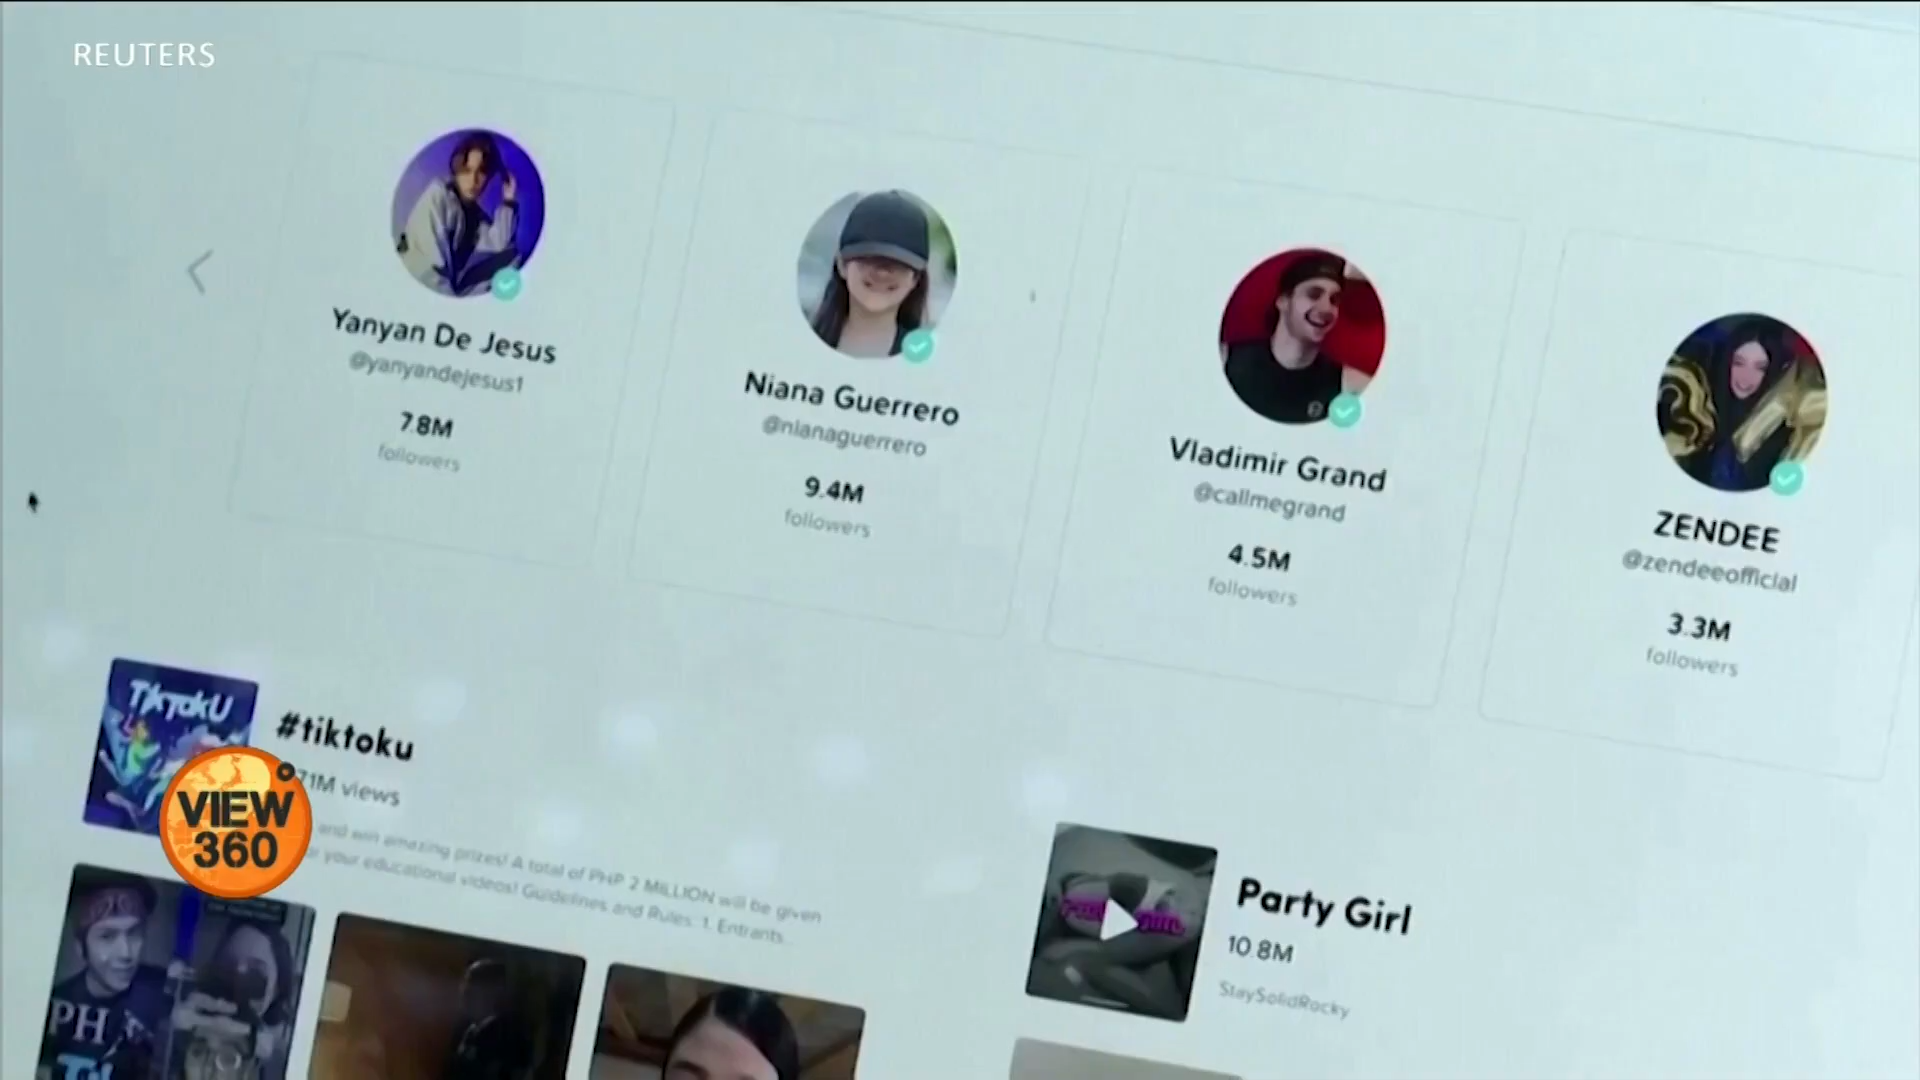 REUTERS
Yanyan De Jesus
@yanyandejesus1
7.8M
followers
Niana Guerrero
@nianaguerrero
9.4M
followers
Vladimir Grand
@callmegrand
4.5M
followers
ZENDEE
@zendeeofficial
3.3M
followers
TikTokU
#tiktoku
71M views
and win amazing prizes! A total of PHP 2 MILLION will be given
your educational videos! Guidelines and Rules: 1. Entrants...
VIEW
360
PH
Party Girl
10.8M
StaySolidRocky